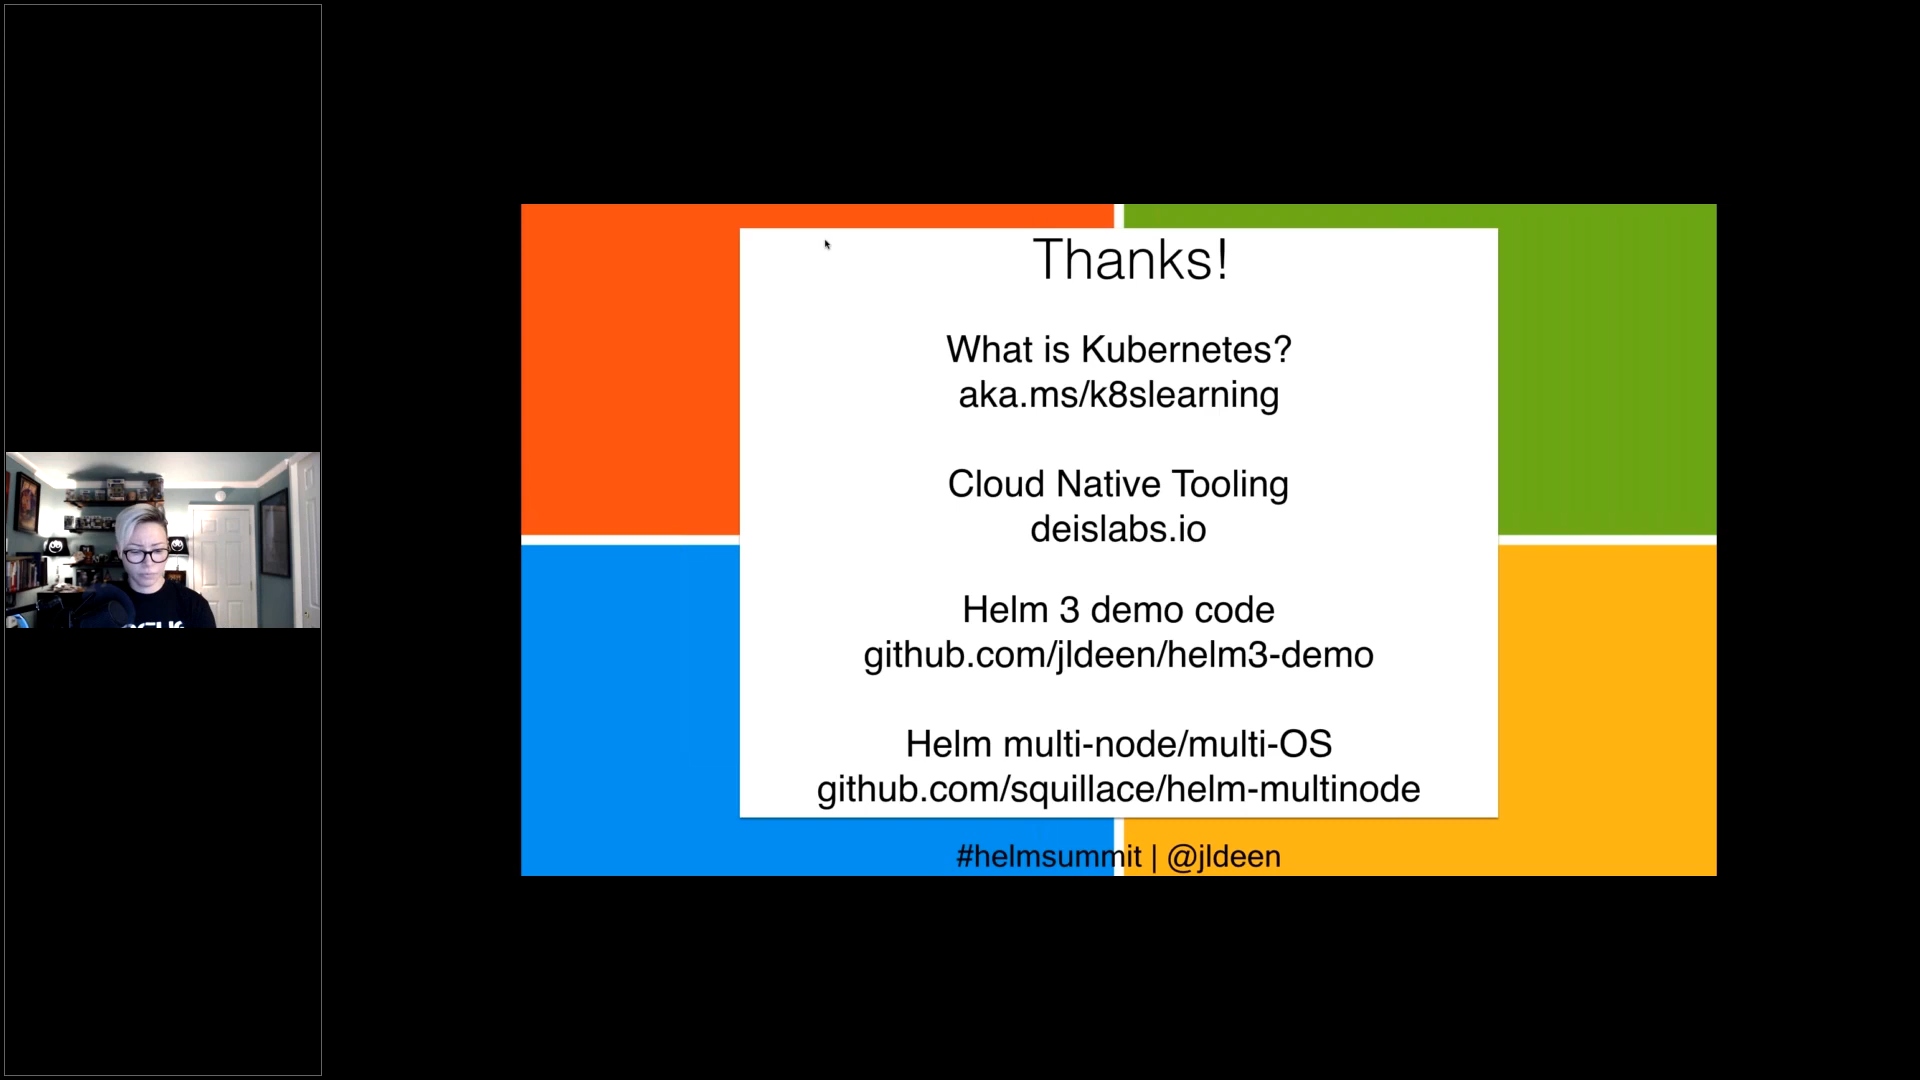 Thanks!
What is Kubernetes?
aka.ms/k8slearning
Cloud Native Tooling
deislabs.io
Helm 3 demo code
github.com/jldeen/helm3-demo
Helm multi-node/multi-OS
github.com/squillace/helm-multinode
#helmsummit | @jldeen